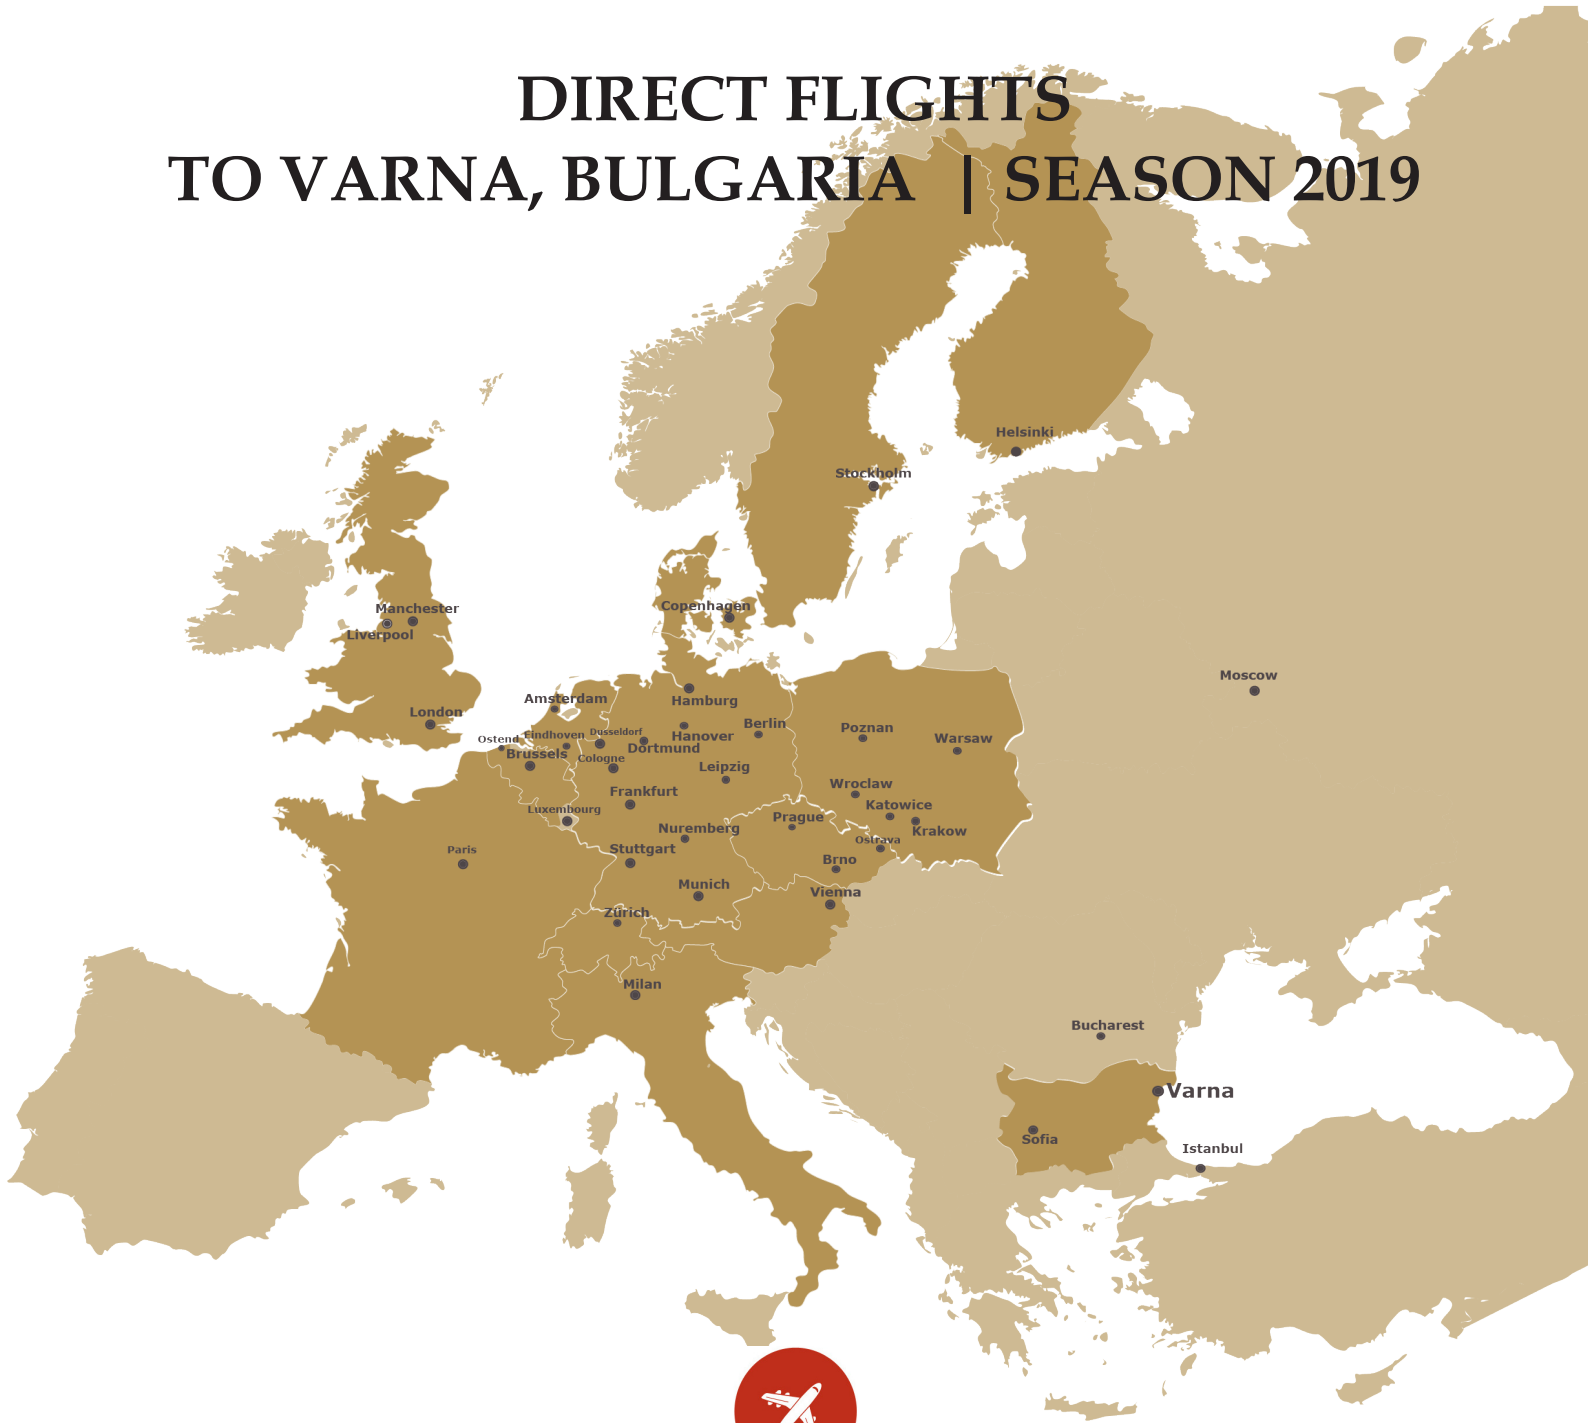 DIRECT FLIGHTS
TO VARNA, BULGARIA | SEASON 2019
Helsinki
Stockholm
Copenhagen
Manchester
Liverpool
Moscow
Amsterdam
Hamburg
London
Berlin
Poznan
Ostend
Eindhoven
Dusseldorf
Hanover
Warsaw
Brussels
Cologne
Dortmund
Leipzig
Frankfurt
Wroclaw
Luxembourg
Katowice
Prague
Nuremberg
Krakow
Ostrava
Paris
Stuttgart
Brno
Munich
Vienna
Zürich
Milan
Bucharest
Varna
Sofia
Istanbul